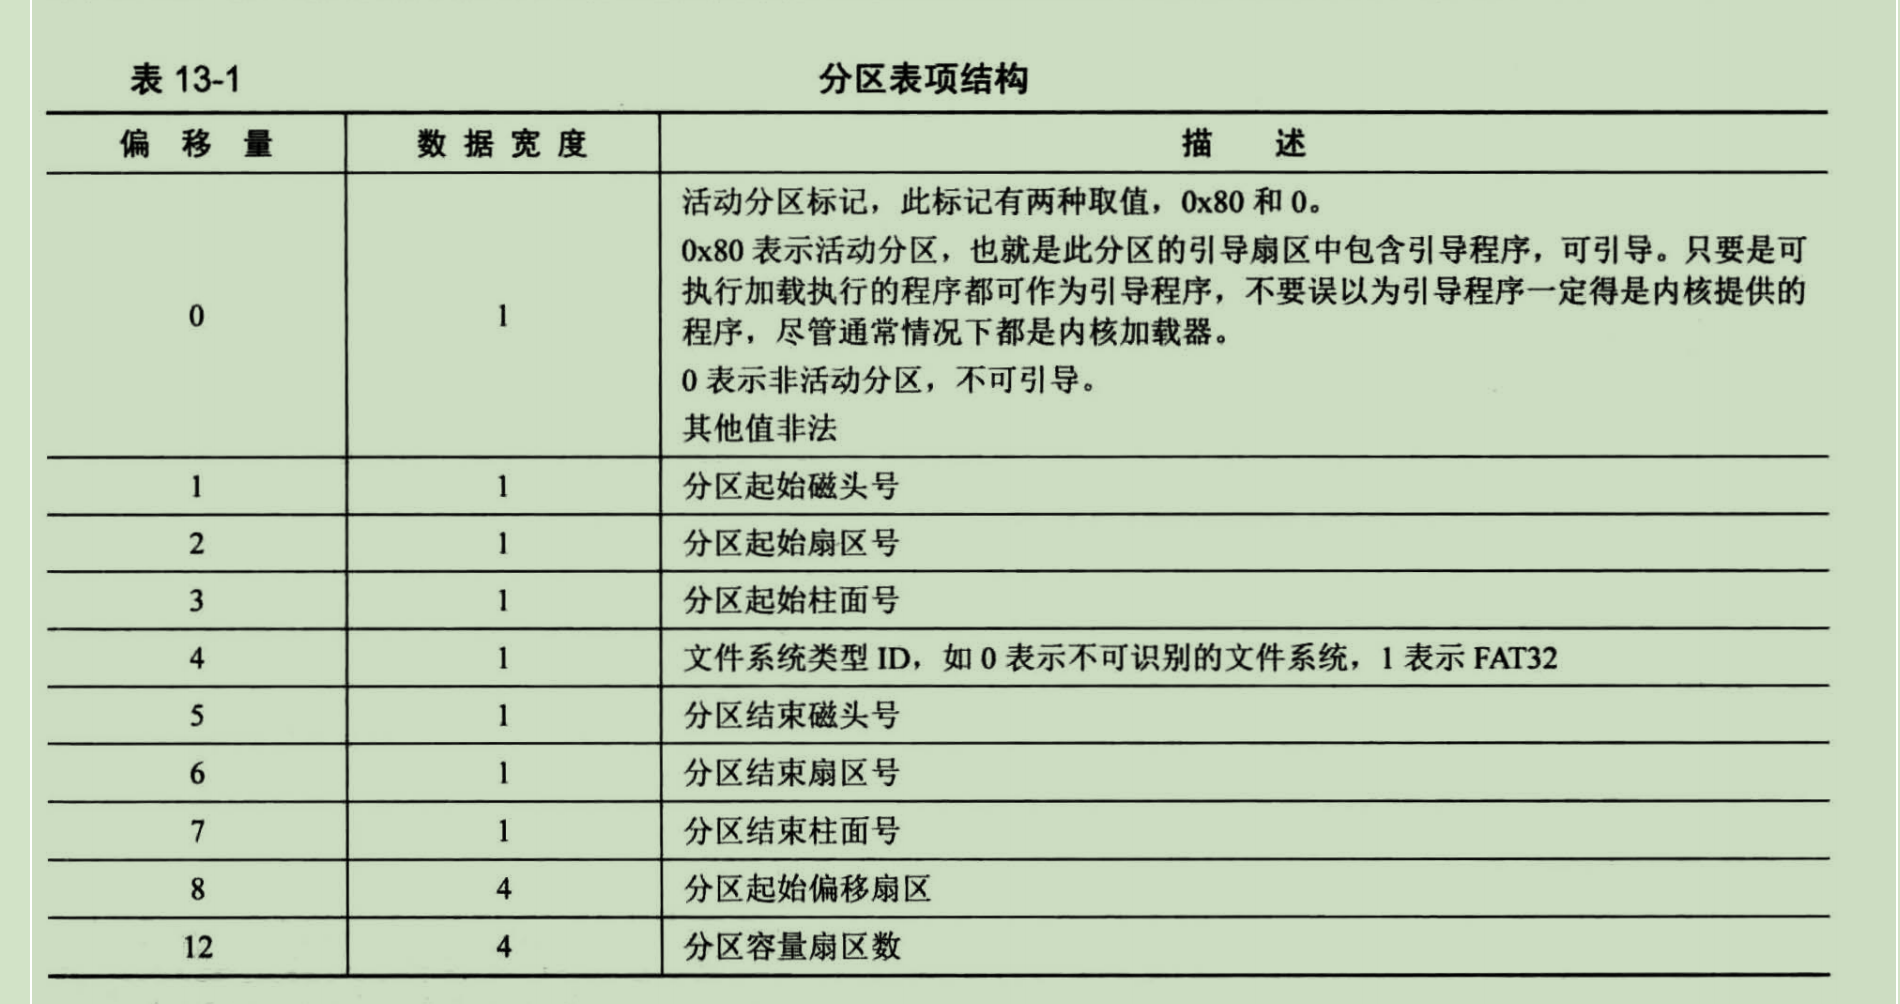 表 13-1 分区表项结构
偏 移 量 数 据 宽 度 描 述
活动分区标记，此标记有两种取值，0x80 和 0。
0x80 表示活动分区，也就是此分区的引导扇区中包含引导程序，可引导。只要是可
0 1 执行加载执行的程序都可作为引导程序，不要误以为引导程序一定得是内核提供的
程序，尽管通常情况下都是内核加载器。
0 表示非活动分区，不可引导。
其他值非法
1 1 分区起始磁头号
2 1 分区起始扇区号
3 1 分区起始柱面号
4 1 文件系统类型 ID，如 0 表示不可识别的文件系统，1 表示 FAT32
5 1 分区结束磁头号
6 1 分区结束扇区号
7 1 分区结束柱面号
8 4 分区起始偏移扇区
12 4 分区容量扇区数